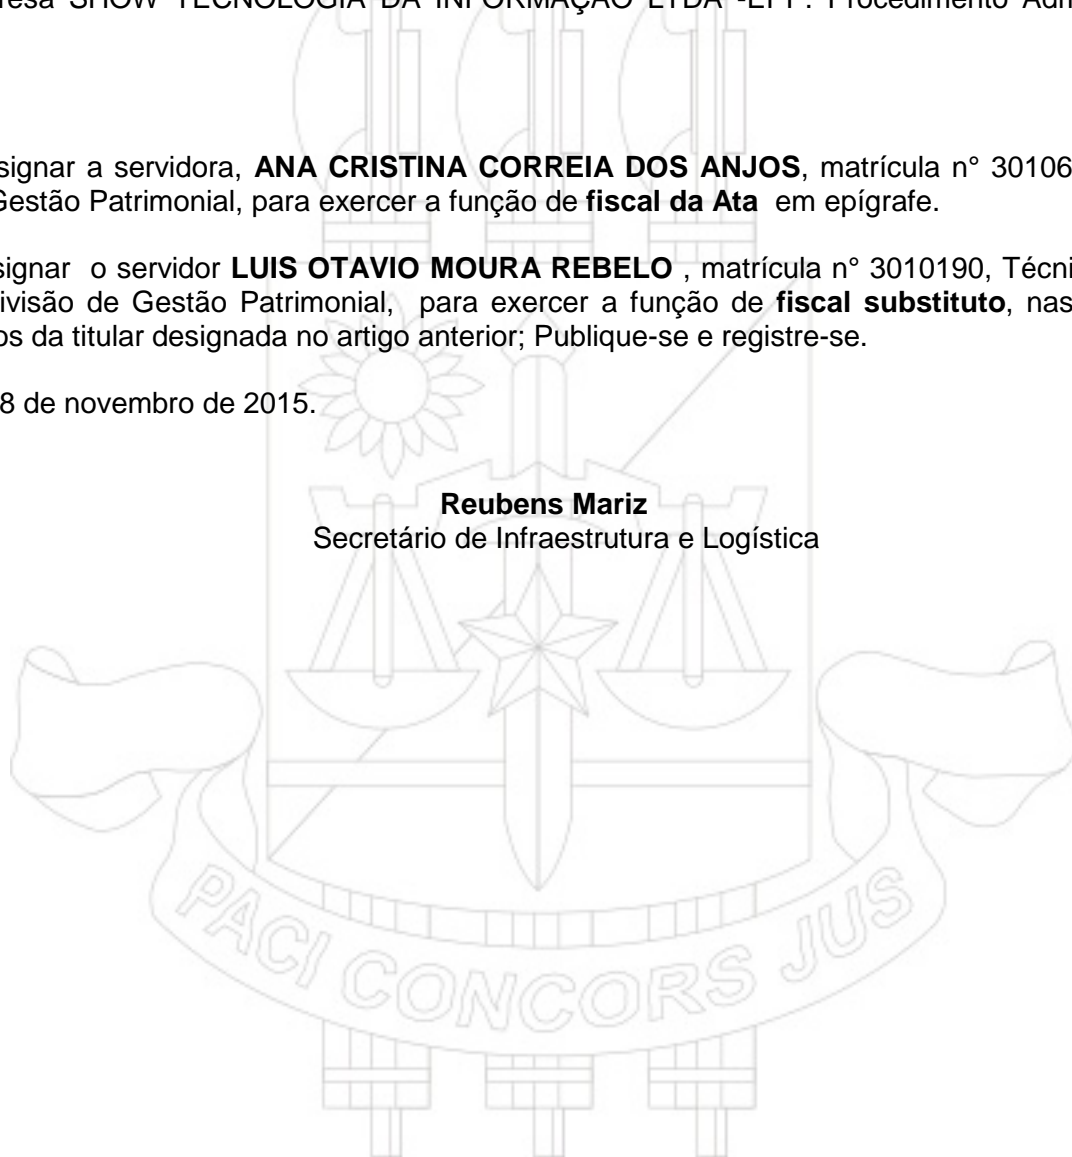 resa SHOW TECNOLOGIA DA INFORMAÇÃO LTDA -EPP. Procedimento Adm
signar a servidora, ANA CRISTINA CORREIA DOS ANJOS, matrícula n° 30106
Gestão Patrimonial, para exercer a função de fiscal da Ata em epígrafe.
signar o servidor LUIS OTAVIO MOURA REBELO , matrícula n° 3010190, Técni
ivisão de Gestão Patrimonial, para exercer a função de fiscal substituto, nas
os da titular designada no artigo anterior; Publique-se e registre-se.
8 de novembro de 2015.
Reubens Mariz
Secretário de Infraestrutura e Logística
PACI CONCORS JUS